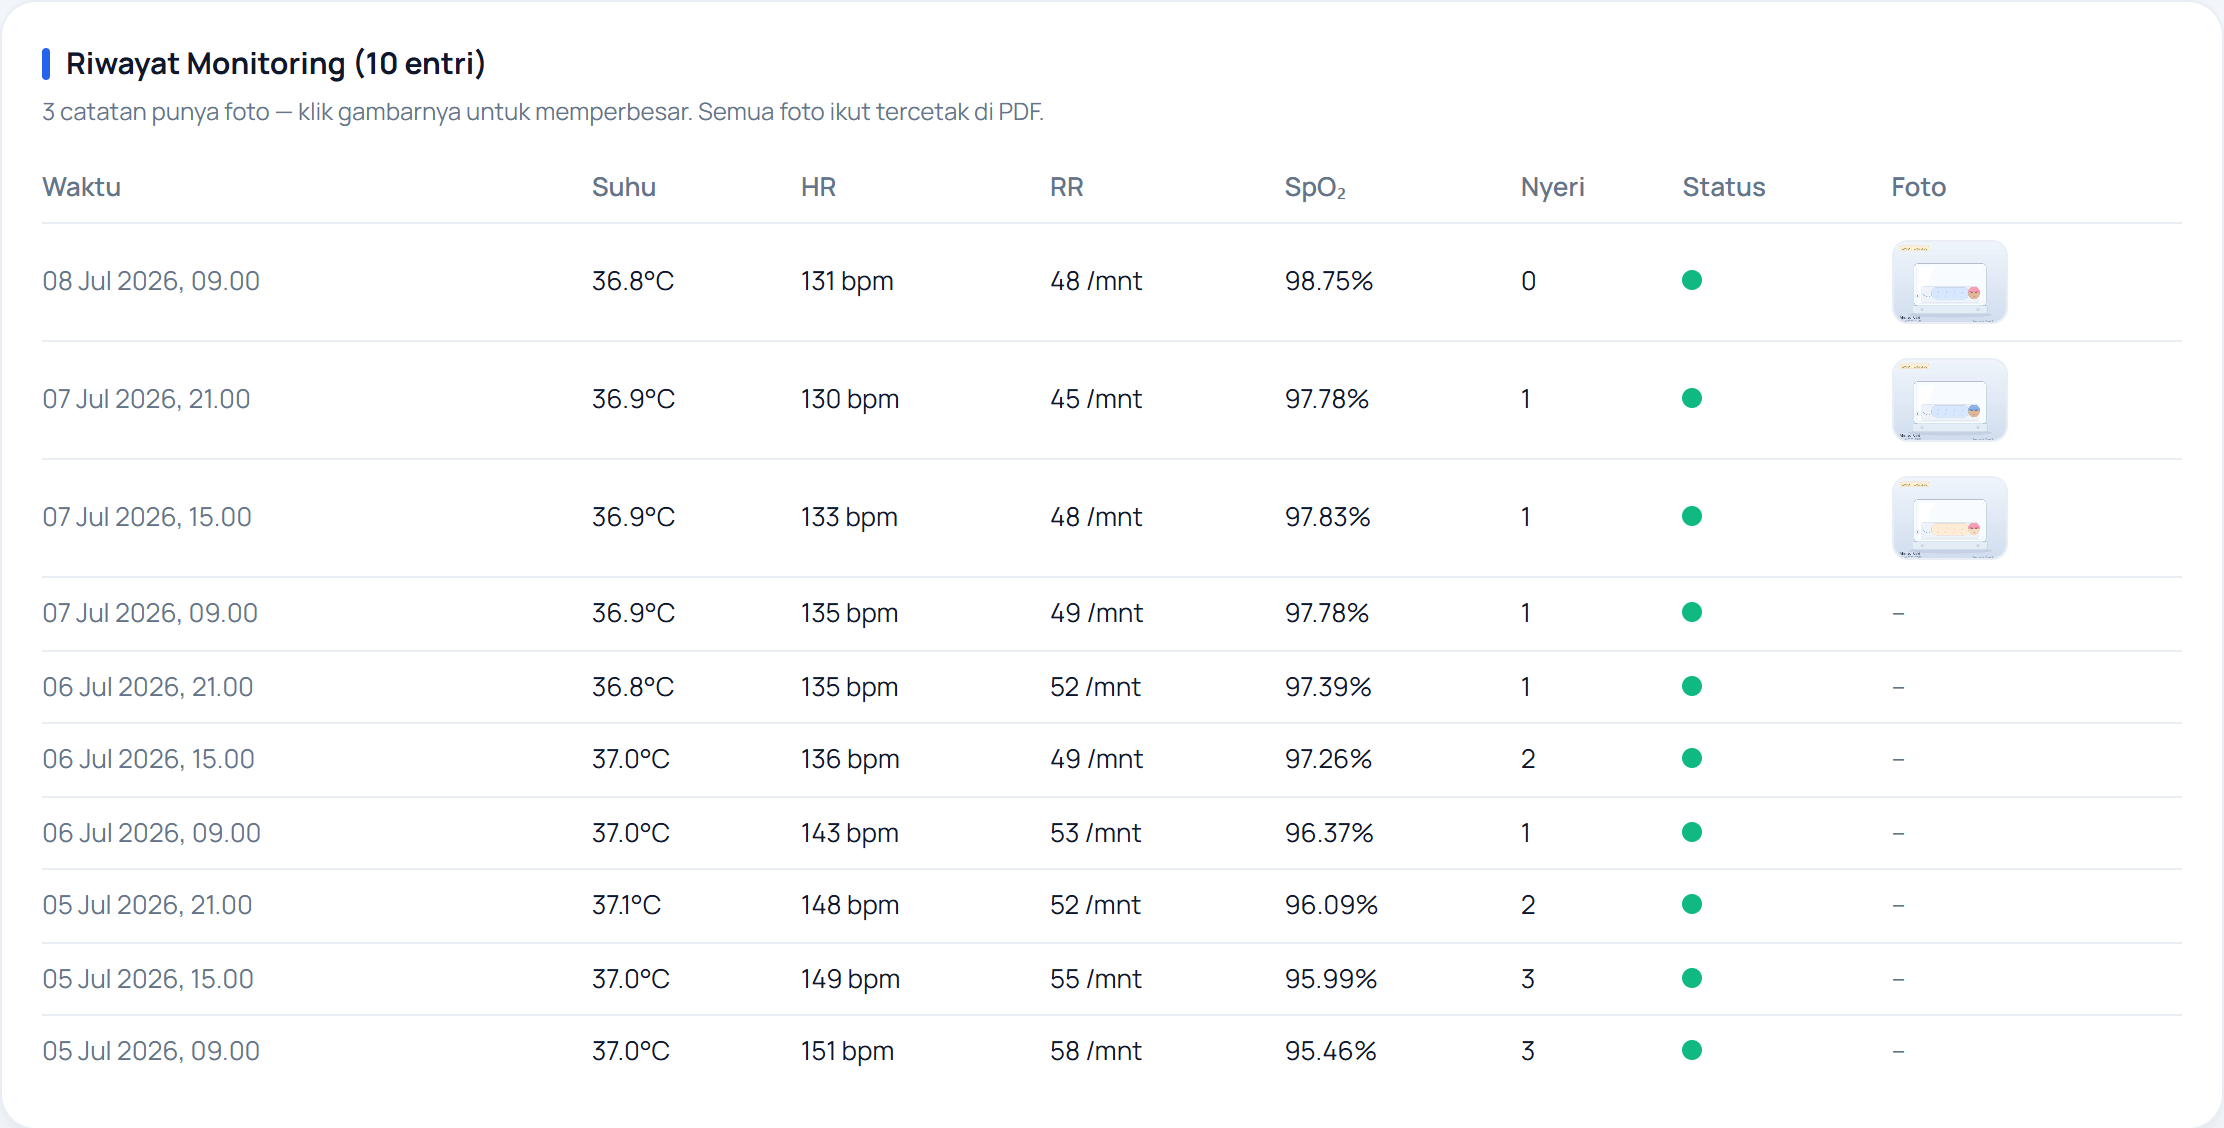 Riwayat Monitoring (10 entri)
3 catatan punya foto — klik gambarnya untuk memperbesar. Semua foto ikut tercetak di PDF.
Waktu Suhu HR RR SpO₂ Nyeri Status Foto
08 Jul 2026, 09.00 36.8°C 131 bpm 48 /mnt 98.75% 0
07 Jul 2026, 21.00 36.9°C 130 bpm 45 /mnt 97.78% 1
07 Jul 2026, 15.00 36.9°C 133 bpm 48 /mnt 97.83% 1
07 Jul 2026, 09.00 36.9°C 135 bpm 49 /mnt 97.78% 1 –
06 Jul 2026, 21.00 36.8°C 135 bpm 52 /mnt 97.39% 1 –
06 Jul 2026, 15.00 37.0°C 136 bpm 49 /mnt 97.26% 2 –
06 Jul 2026, 09.00 37.0°C 143 bpm 53 /mnt 96.37% 1 –
05 Jul 2026, 21.00 37.1°C 148 bpm 52 /mnt 96.09% 2 –
05 Jul 2026, 15.00 37.0°C 149 bpm 55 /mnt 95.99% 3 –
05 Jul 2026, 09.00 37.0°C 151 bpm 58 /mnt 95.46% 3 –